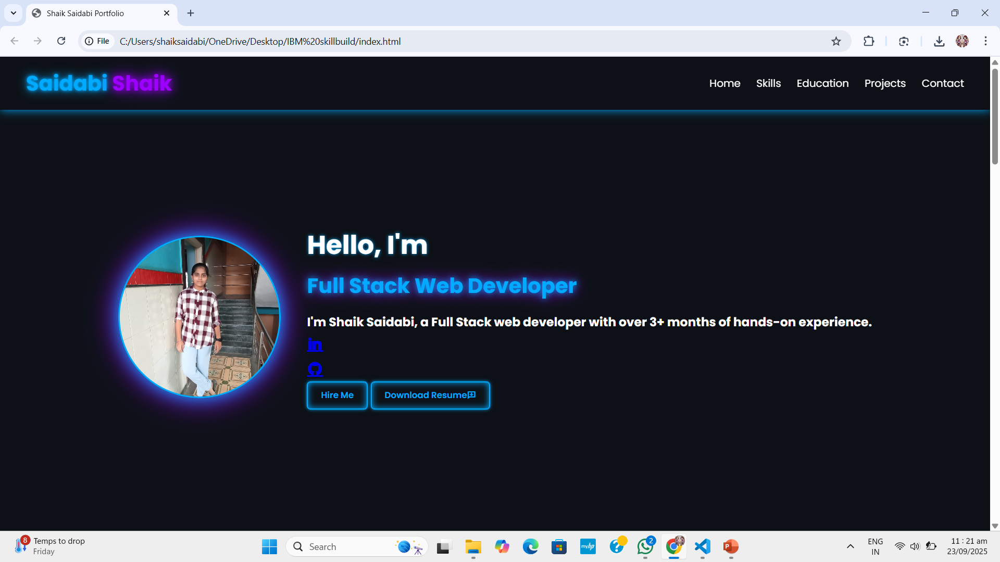 Shaik Saidabi Portfolio
File C:/Users/shaiksaidabi/OneDrive/Desktop/IBM%20skillbuild/index.html
Saidabi Shaik
Home Skills Education Projects Contact
Hello, I'm
Full Stack Web Developer
I'm Shaik Saidabi, a Full Stack web developer with over 3+ months of hands-on experience.
in
Hire Me Download Resume
8 Temps to drop
Friday
Search
myhp
2
P
ENG
IN
11 : 21 am
23/09/2025